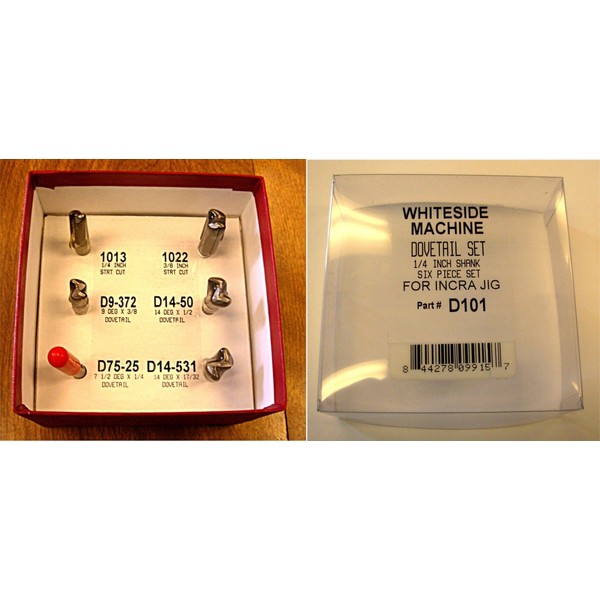 1013
1/4 INCH
STRT CUT
1022
3/8 INCH
STRT CUT
D9-372
9 DEG X 3/8
DOVETAIL
D14-50
14 DEG X 1/2
DOVETAIL
D75-25
7 1/2 DEG X 1/4
DOVETAIL
D14-531
14 DEG X 17/32
DOVETAIL
WHITESIDE
MACHINE
DOVETAIL SET
1/4 INCH SHANK
SIX PIECE SET
FOR INCRA JIG
Part # D101
8 44278 09915 7